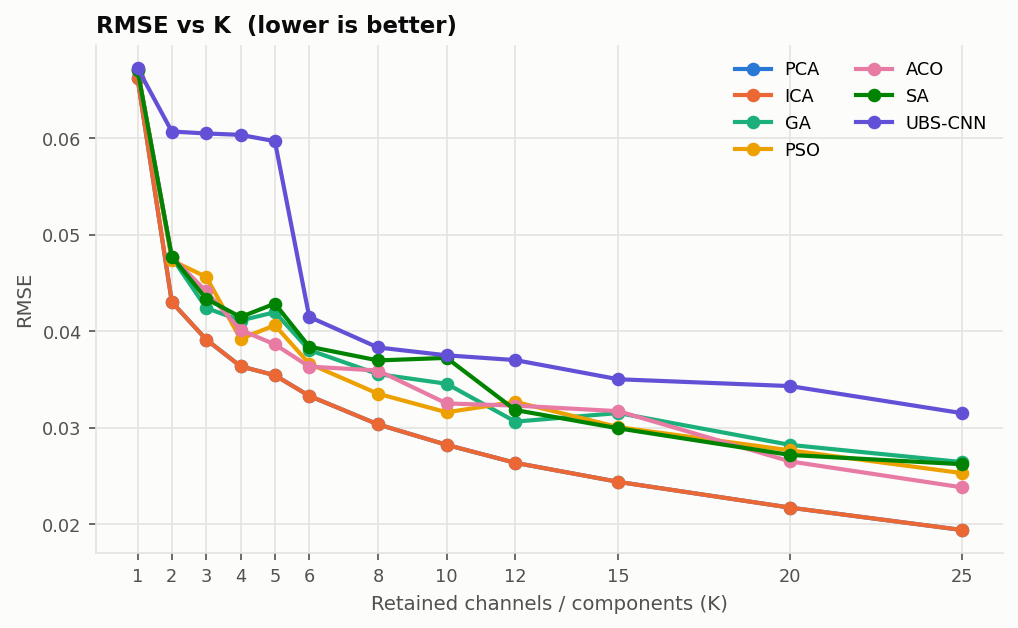 RMSE vs K  (lower is better)
PCA
ICA
GA
PSO
ACO
SA
UBS-CNN
RMSE
0.06
0.05
0.04
0.03
0.02
1 2 3 4 5 6 8 10 12 15 20 25
Retained channels / components (K)